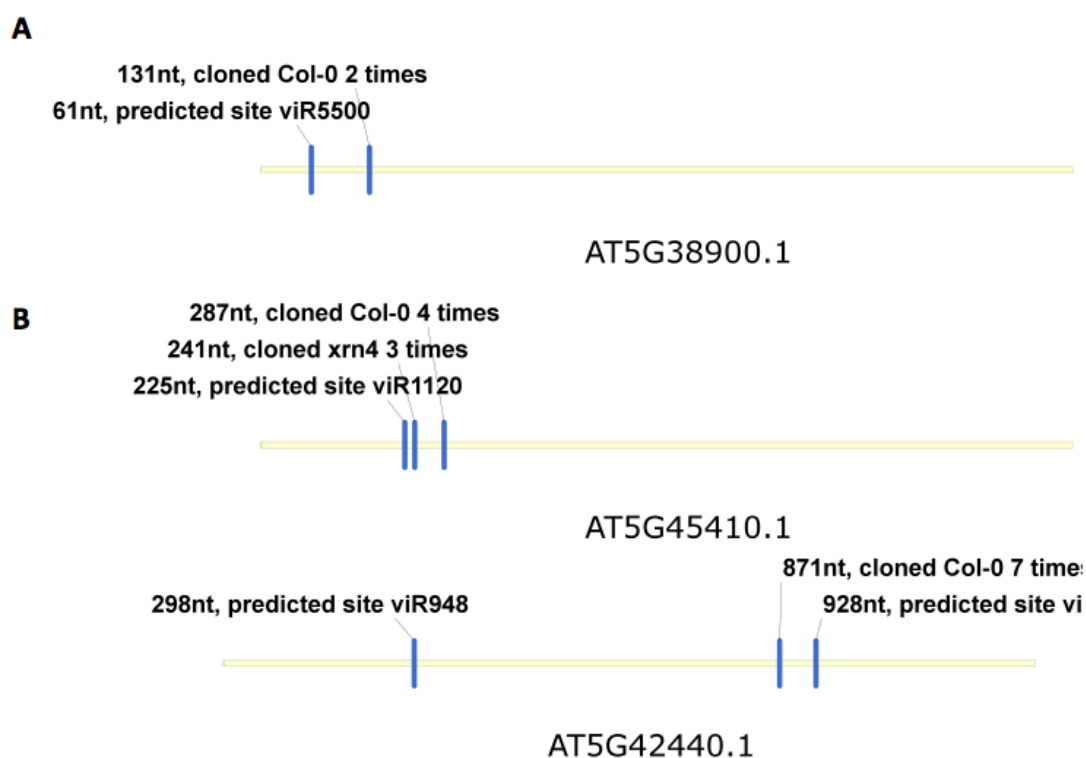 A
131nt, cloned Col-0 2 times
61nt, predicted site viR5500
AT5G38900.1
B
287nt, cloned Col-0 4 times
241nt, cloned xrn4 3 times
225nt, predicted site viR1120
AT5G45410.1
871nt, cloned Col-0 7 times
298nt, predicted site viR948
928nt, predicted site vi
AT5G42440.1